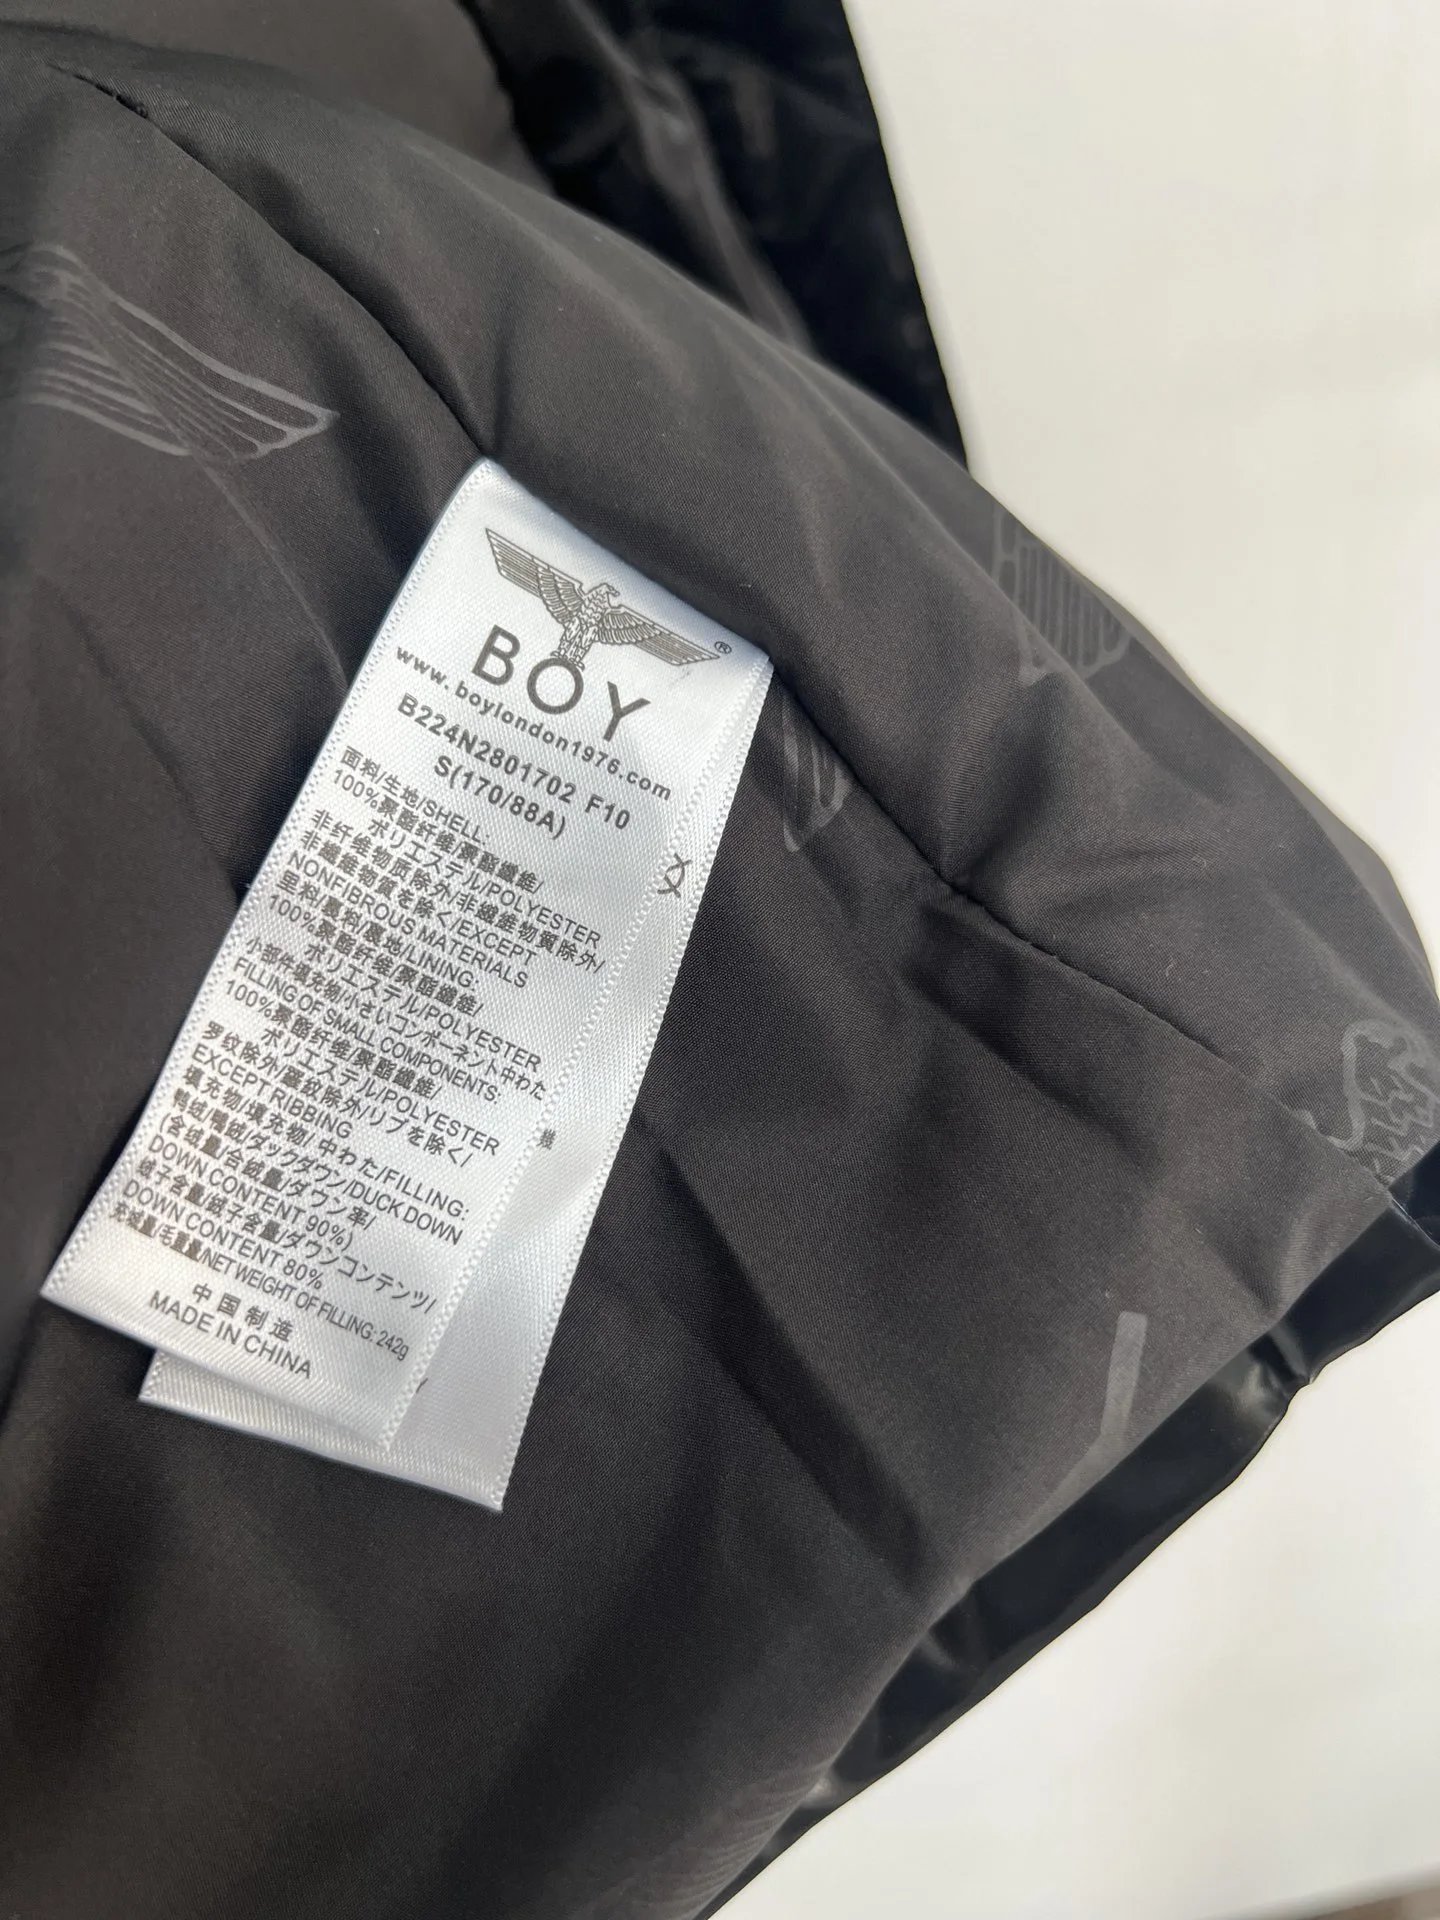 BOY®
www.boylondon1976.com
B224N2801702 F10
S(170/88A)
面料/生地/SHELL:
100%聚酯纤维/聚酯纖維/
ポリエステル/POLYESTER
非纤维物质除外/非纖維物質除外/
非繊維物質を除く/EXCEPT
NONFIBROUS MATERIALS
里料/裏料/裏地/LINING:
100%聚酯纤维/聚酯纖維/
ポリエステル/POLYESTER
小部件填充物/小さいコンポーネント中わた
FILLING OF SMALL COMPONENTS:
100%聚酯纤维/聚酯纖維/
ポリエステル/POLYESTER
罗纹除外/羅紋除外/リブを除く/
EXCEPT RIBBING
填充物/填充物/中わた/FILLING:
鸭绒/鴨絨/ダックダウン/DUCK DOWN
(含绒量/含絨量/ダウン率/
DOWN CONTENT 90%)
绒子含量/絨子含量/ダウンコンテンツ/
DOWN CONTENT 80%
充绒量/毛重量/NET WEIGHT OF FILLING: 242g
中国制造
MADE IN CHINA